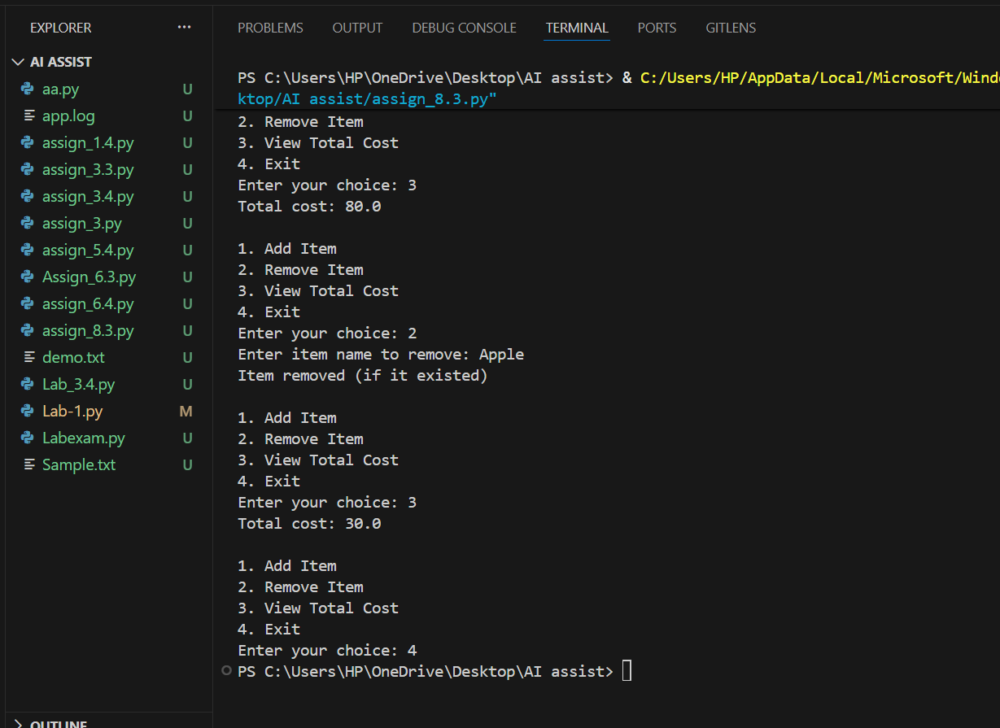 EXPLORER ...
AI ASSIST
aa.py U
app.log U
assign_1.4.py U
assign_3.3.py U
assign_3.4.py U
assign_3.py U
assign_5.4.py U
Assign_6.3.py U
assign_6.4.py U
assign_8.3.py U
demo.txt U
Lab_3.4.py U
Lab-1.py M
Labexam.py U
Sample.txt U
OUTLINE
PROBLEMS OUTPUT DEBUG CONSOLE TERMINAL PORTS GITLENS
PS C:\Users\HP\OneDrive\Desktop\AI assist> & C:/Users/HP/AppData/Local/Microsoft/Wind
ktop/AI assist/assign_8.3.py"
2. Remove Item
3. View Total Cost
4. Exit
Enter your choice: 3
Total cost: 80.0
1. Add Item
2. Remove Item
3. View Total Cost
4. Exit
Enter your choice: 2
Enter item name to remove: Apple
Item removed (if it existed)
1. Add Item
2. Remove Item
3. View Total Cost
4. Exit
Enter your choice: 3
Total cost: 30.0
1. Add Item
2. Remove Item
3. View Total Cost
4. Exit
Enter your choice: 4
PS C:\Users\HP\OneDrive\Desktop\AI assist>